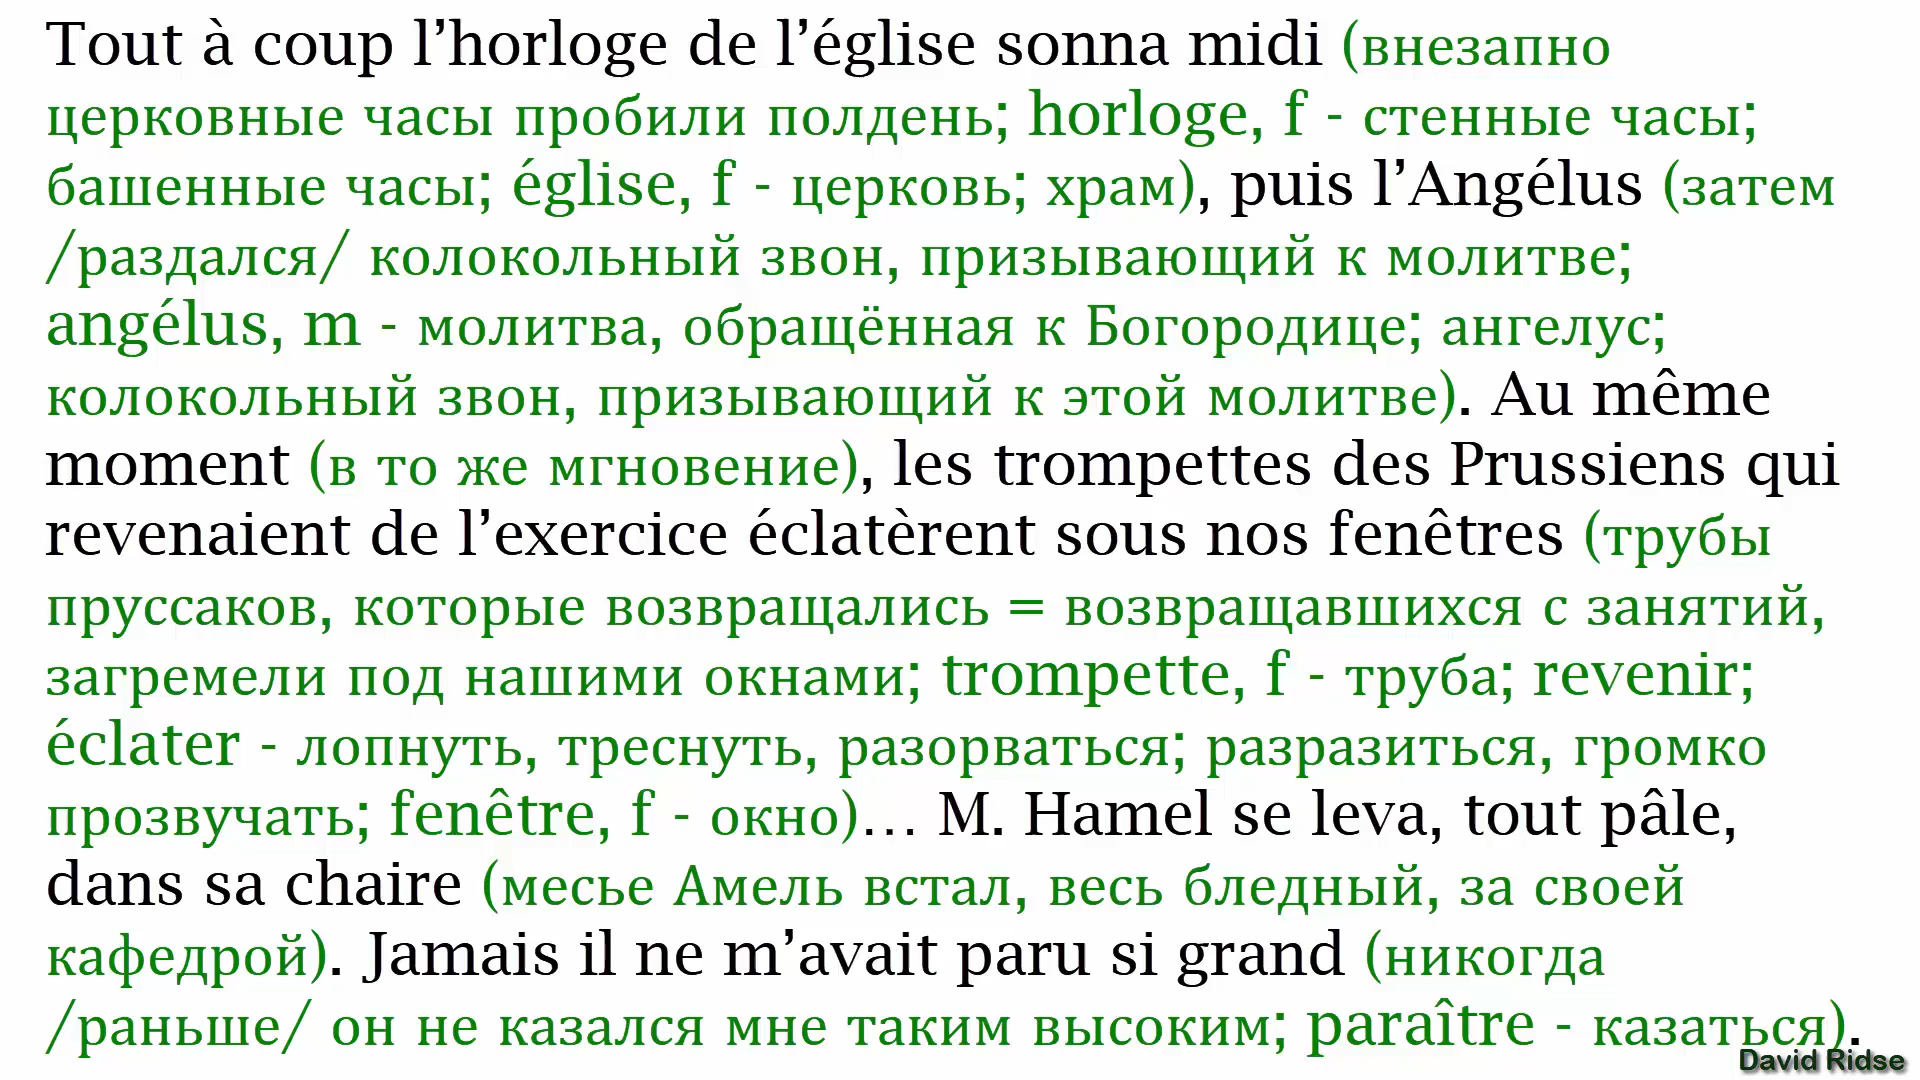 Tout à coup l’horloge de l’église sonna midi (внезапно
церковные часы пробили полдень; horloge, f - стенные часы;
башенные часы; église, f - церковь; храм), puis l’Angélus (затем
/раздался/ колокольный звон, призывающий к молитве;
angélus, m - молитва, обращённая к Богородице; ангелус;
колокольный звон, призывающий к этой молитве). Au même
moment (в то же мгновение), les trompettes des Prussiens qui
revenaient de l’exercice éclatèrent sous nos fenêtres (трубы
пруссаков, которые возвращались = возвращавшихся с занятий,
загремели под нашими окнами; trompette, f - труба; revenir;
éclater - лопнуть, треснуть, разорваться; разразиться, громко
прозвучать; fenêtre, f - окно)… M. Hamel se leva, tout pâle,
dans sa chaire (месье Амель встал, весь бледный, за своей
кафедрой). Jamais il ne m’avait paru si grand (никогда
/раньше/ он не казался мне таким высоким; paraître - казаться).
David Ridse